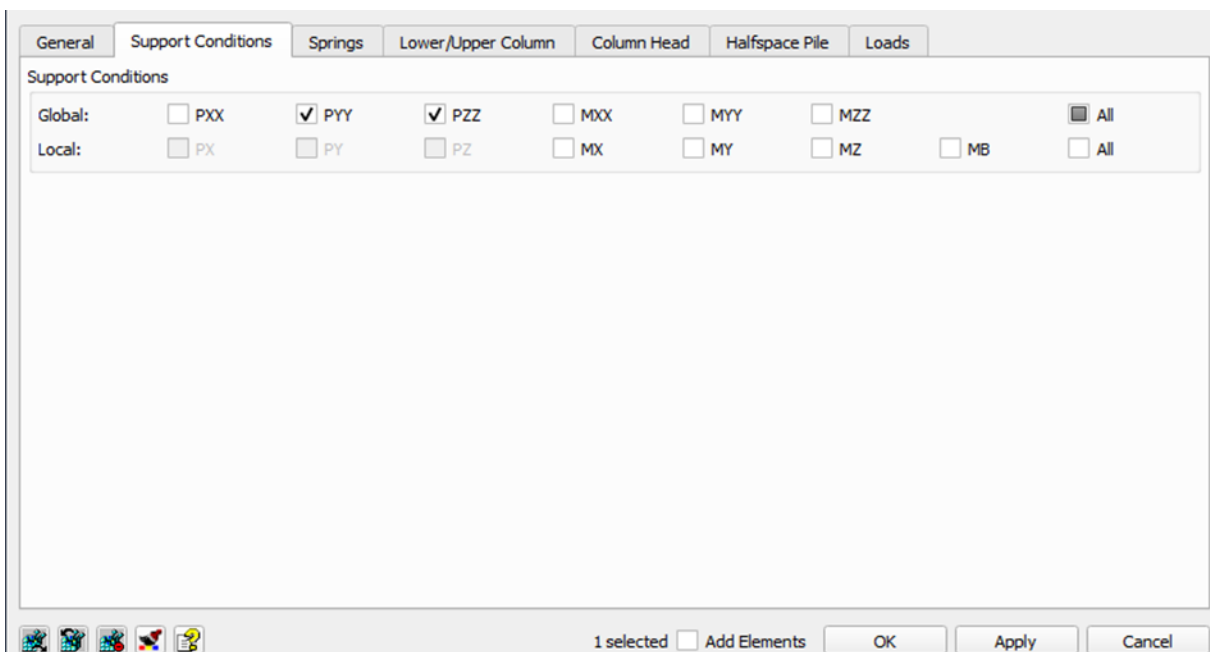 General Support Conditions Springs Lower/Upper Column Column Head Halfspace Pile Loads
Support Conditions
Global: PXX PYY PZZ MXX MYY MZZ All
Local: PX PY PZ MX MY MZ MB All
1 selected Add Elements OK Apply Cancel